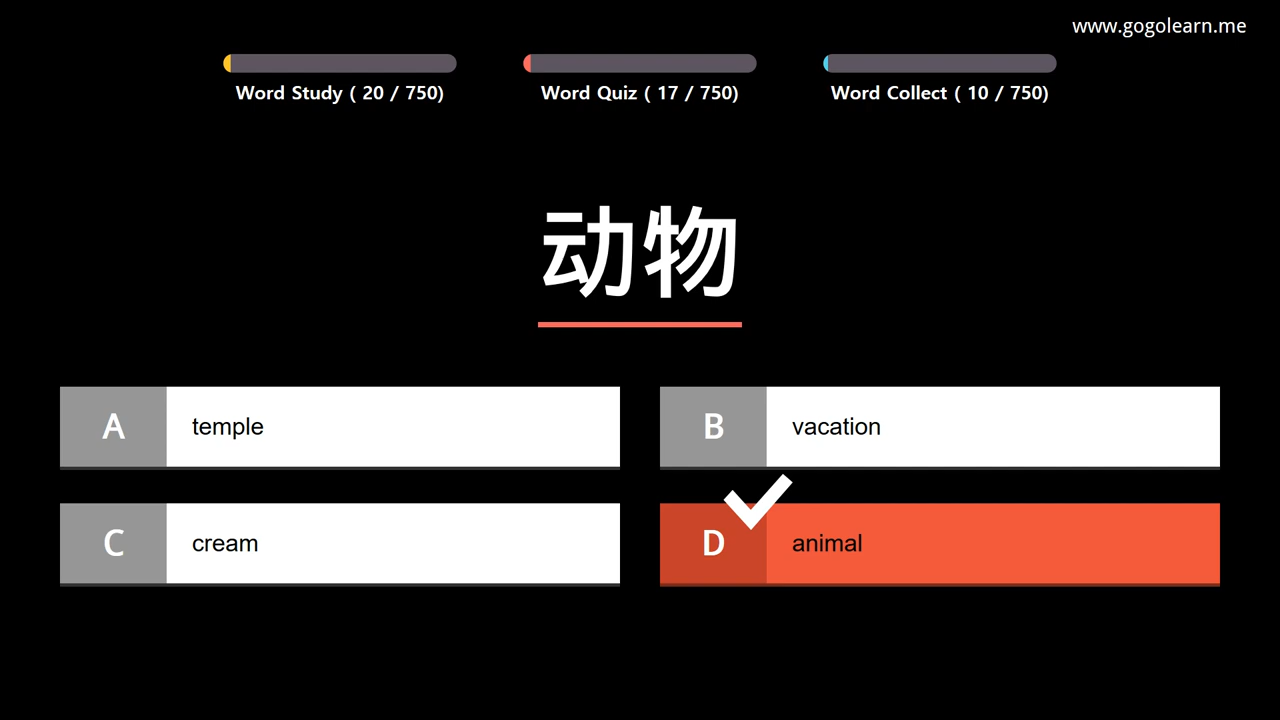 www.gogolearn.me
Word Study ( 20 / 750)
Word Quiz ( 17 / 750)
Word Collect ( 10 / 750)
动物
A temple
B vacation
C cream
D animal